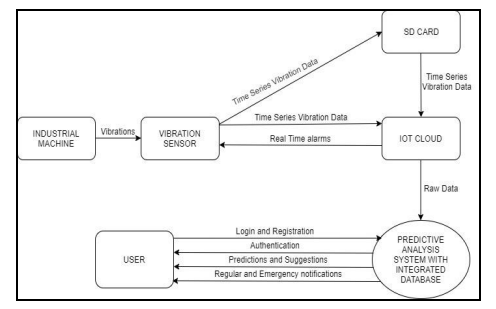 SD CARD
Time Series Vibration Data
Time Series
Vibration Data
INDUSTRIAL
MACHINE
Vibrations
VIBRATION
SENSOR
Time Series Vibration Data
Real Time alarms
IOT CLOUD
Raw Data
USER
Login and Registration
Authentication
Predictions and Suggestions
Regular and Emergency notifications
PREDICTIVE
ANALYSIS
SYSTEM WITH
INTEGRATED
DATABASE